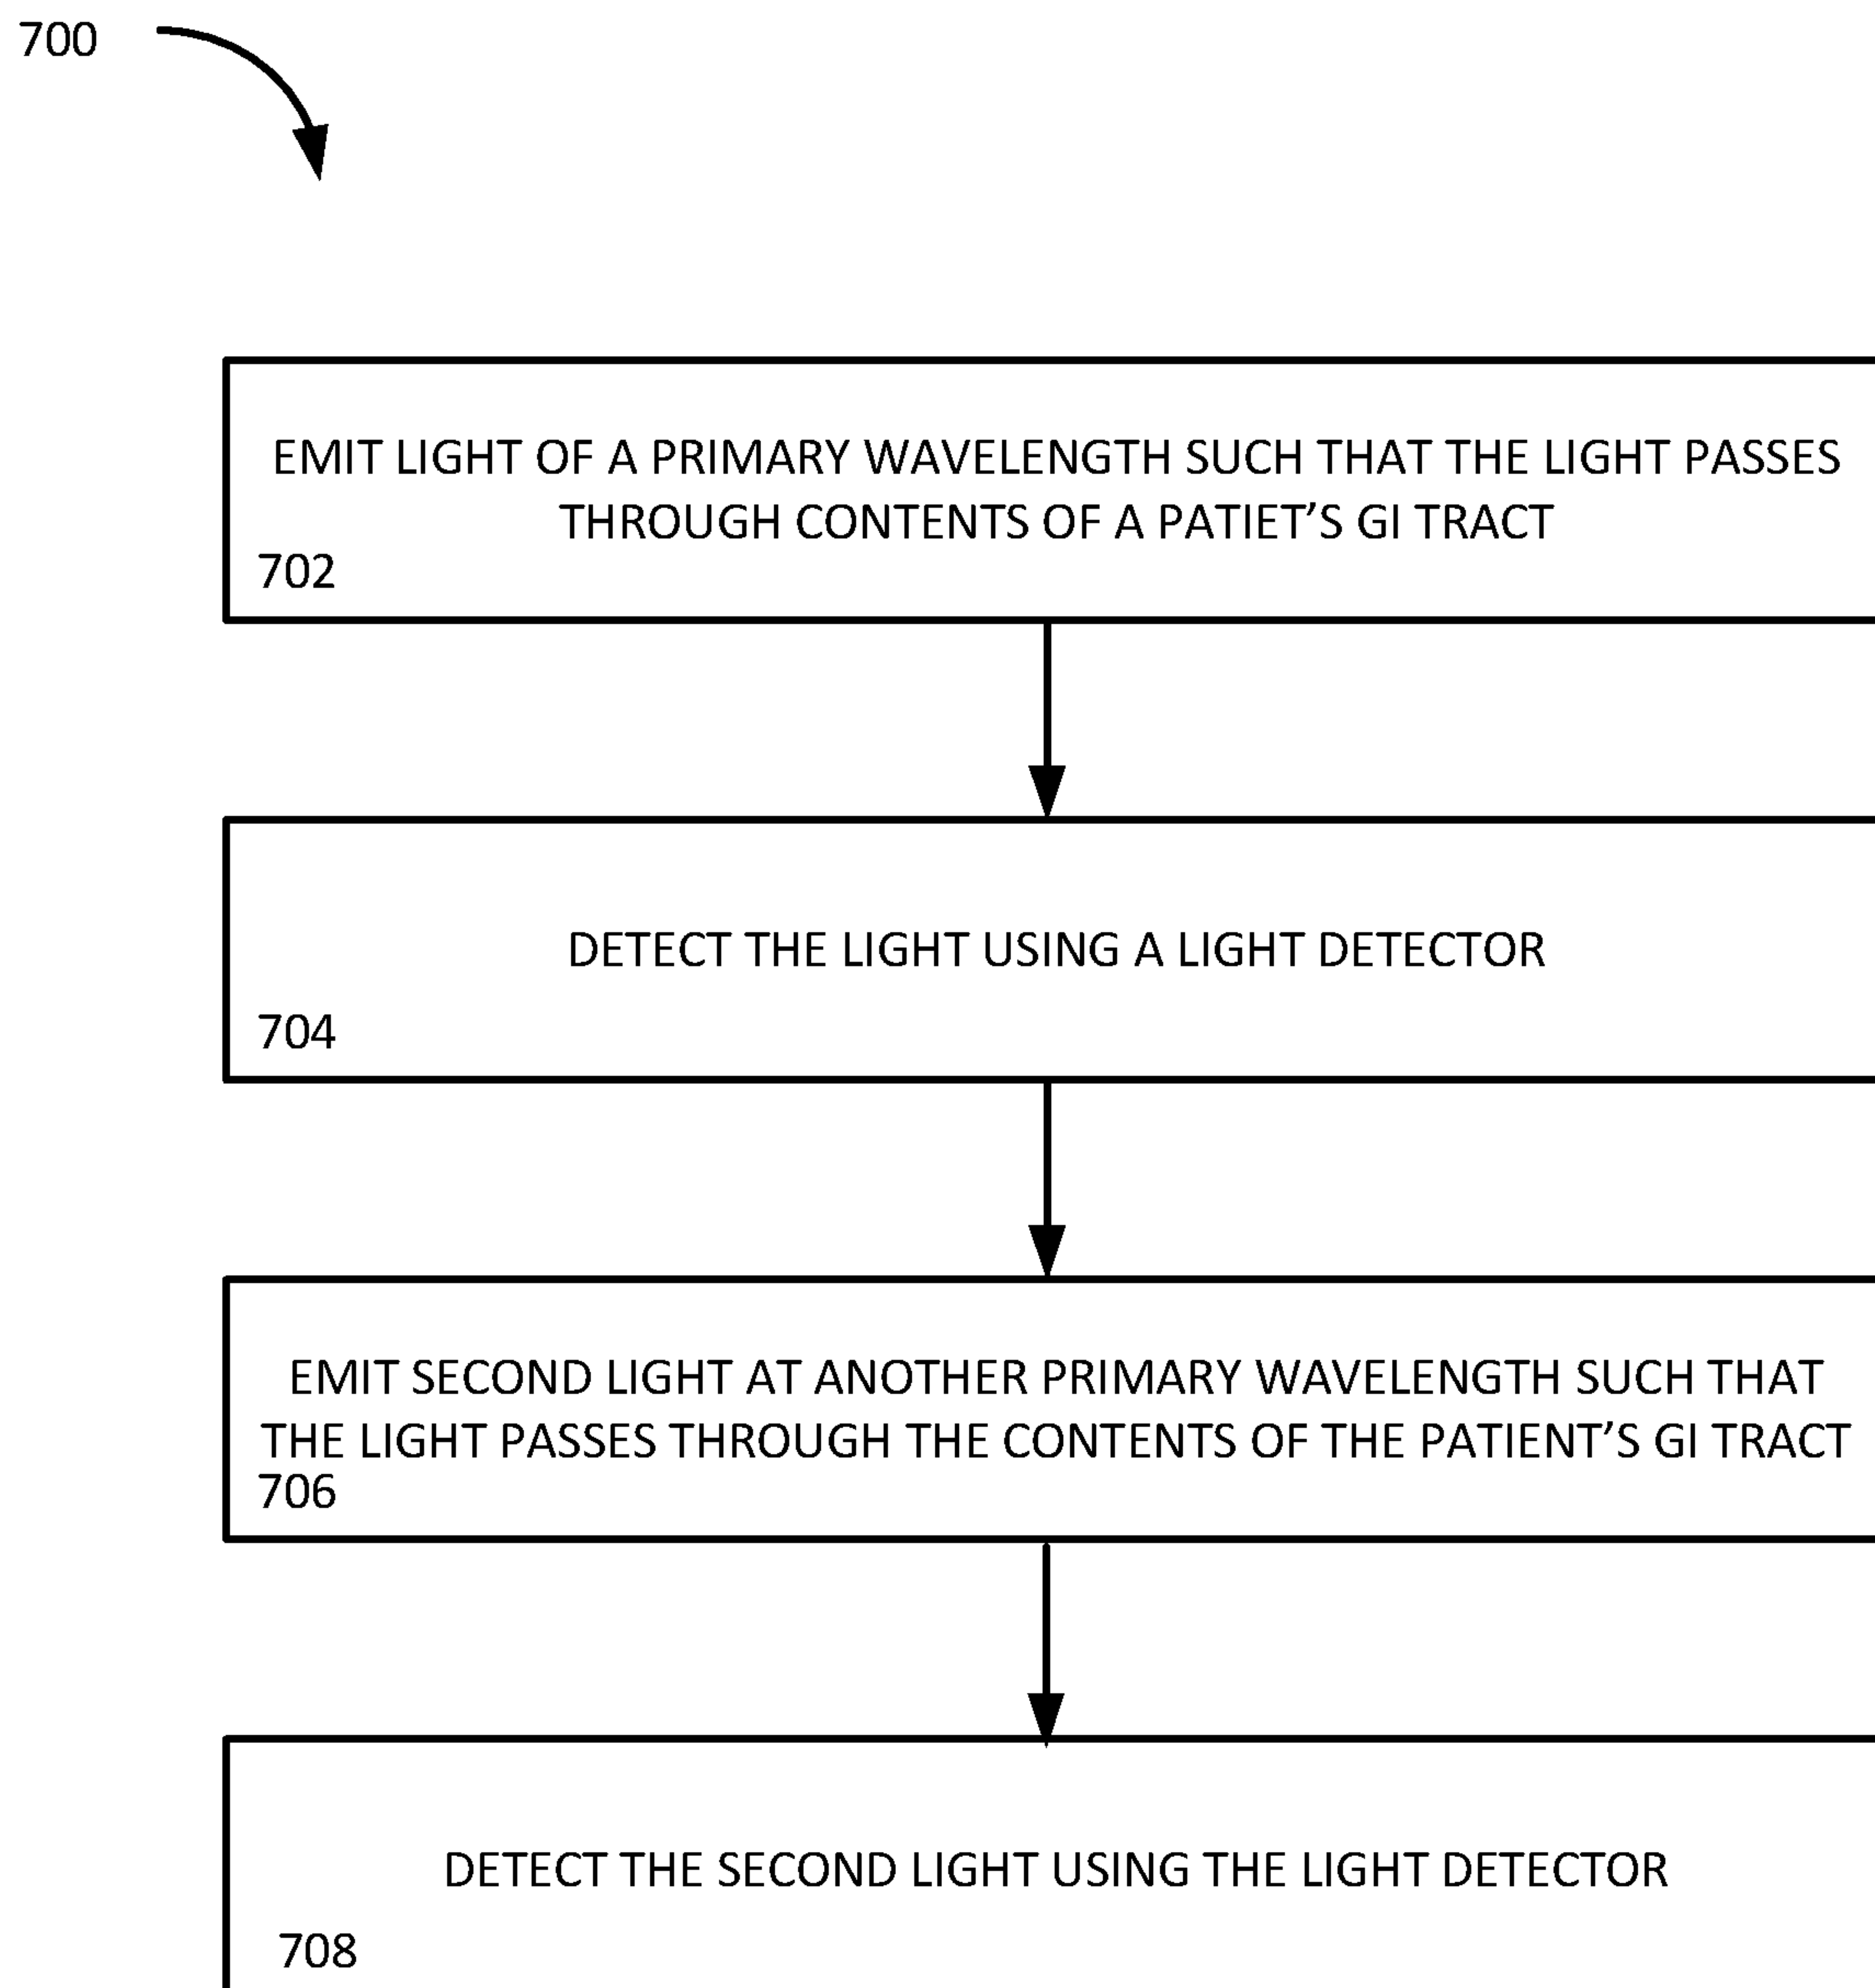 700
EMIT LIGHT OF A PRIMARY WAVELENGTH SUCH THAT THE LIGHT PASSES
THROUGH CONTENTS OF A PATIET’S GI TRACT
702
DETECT THE LIGHT USING A LIGHT DETECTOR
704
EMIT SECOND LIGHT AT ANOTHER PRIMARY WAVELENGTH SUCH THAT
THE LIGHT PASSES THROUGH THE CONTENTS OF THE PATIENT’S GI TRACT
706
DETECT THE SECOND LIGHT USING THE LIGHT DETECTOR
708